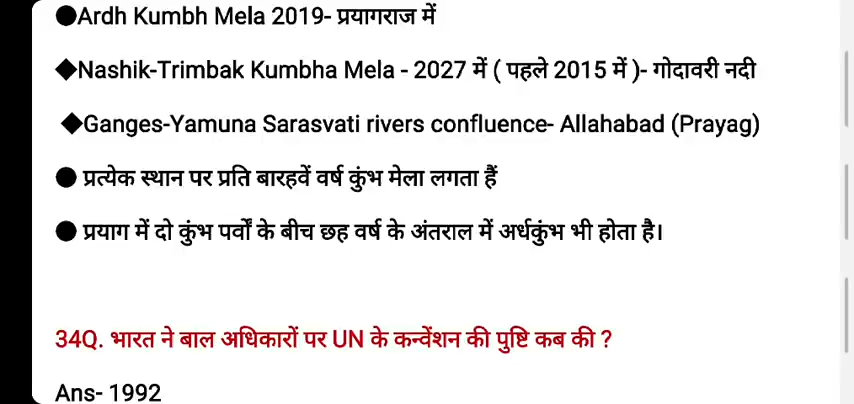 ●Ardh Kumbh Mela 2019- प्रयागराज में
◆Nashik-Trimbak Kumbha Mela - 2027 में ( पहले 2015 में )- गोदावरी नदी
◆Ganges-Yamuna Sarasvati rivers confluence- Allahabad (Prayag)
● प्रत्येक स्थान पर प्रति बारहवें वर्ष कुंभ मेला लगता हैं
● प्रयाग में दो कुंभ पर्वों के बीच छह वर्ष के अंतराल में अर्धकुंभ भी होता है।
34Q. भारत ने बाल अधिकारों पर UN के कन्वेंशन की पुष्टि कब की ?
Ans- 1992